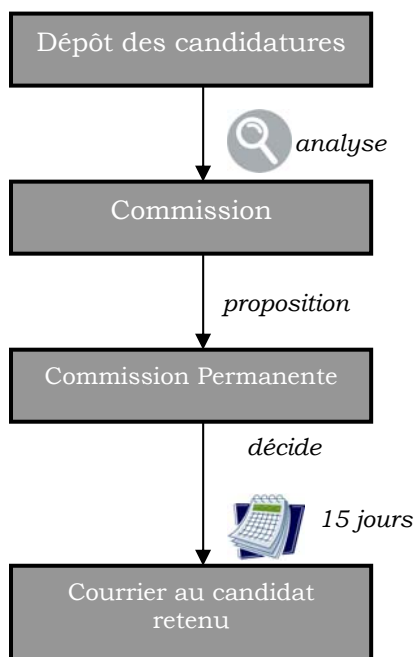 Dépôt des candidatures
analyse
Commission
proposition
Commission Permanente
décide
15 jours
Courrier au candidat
retenu